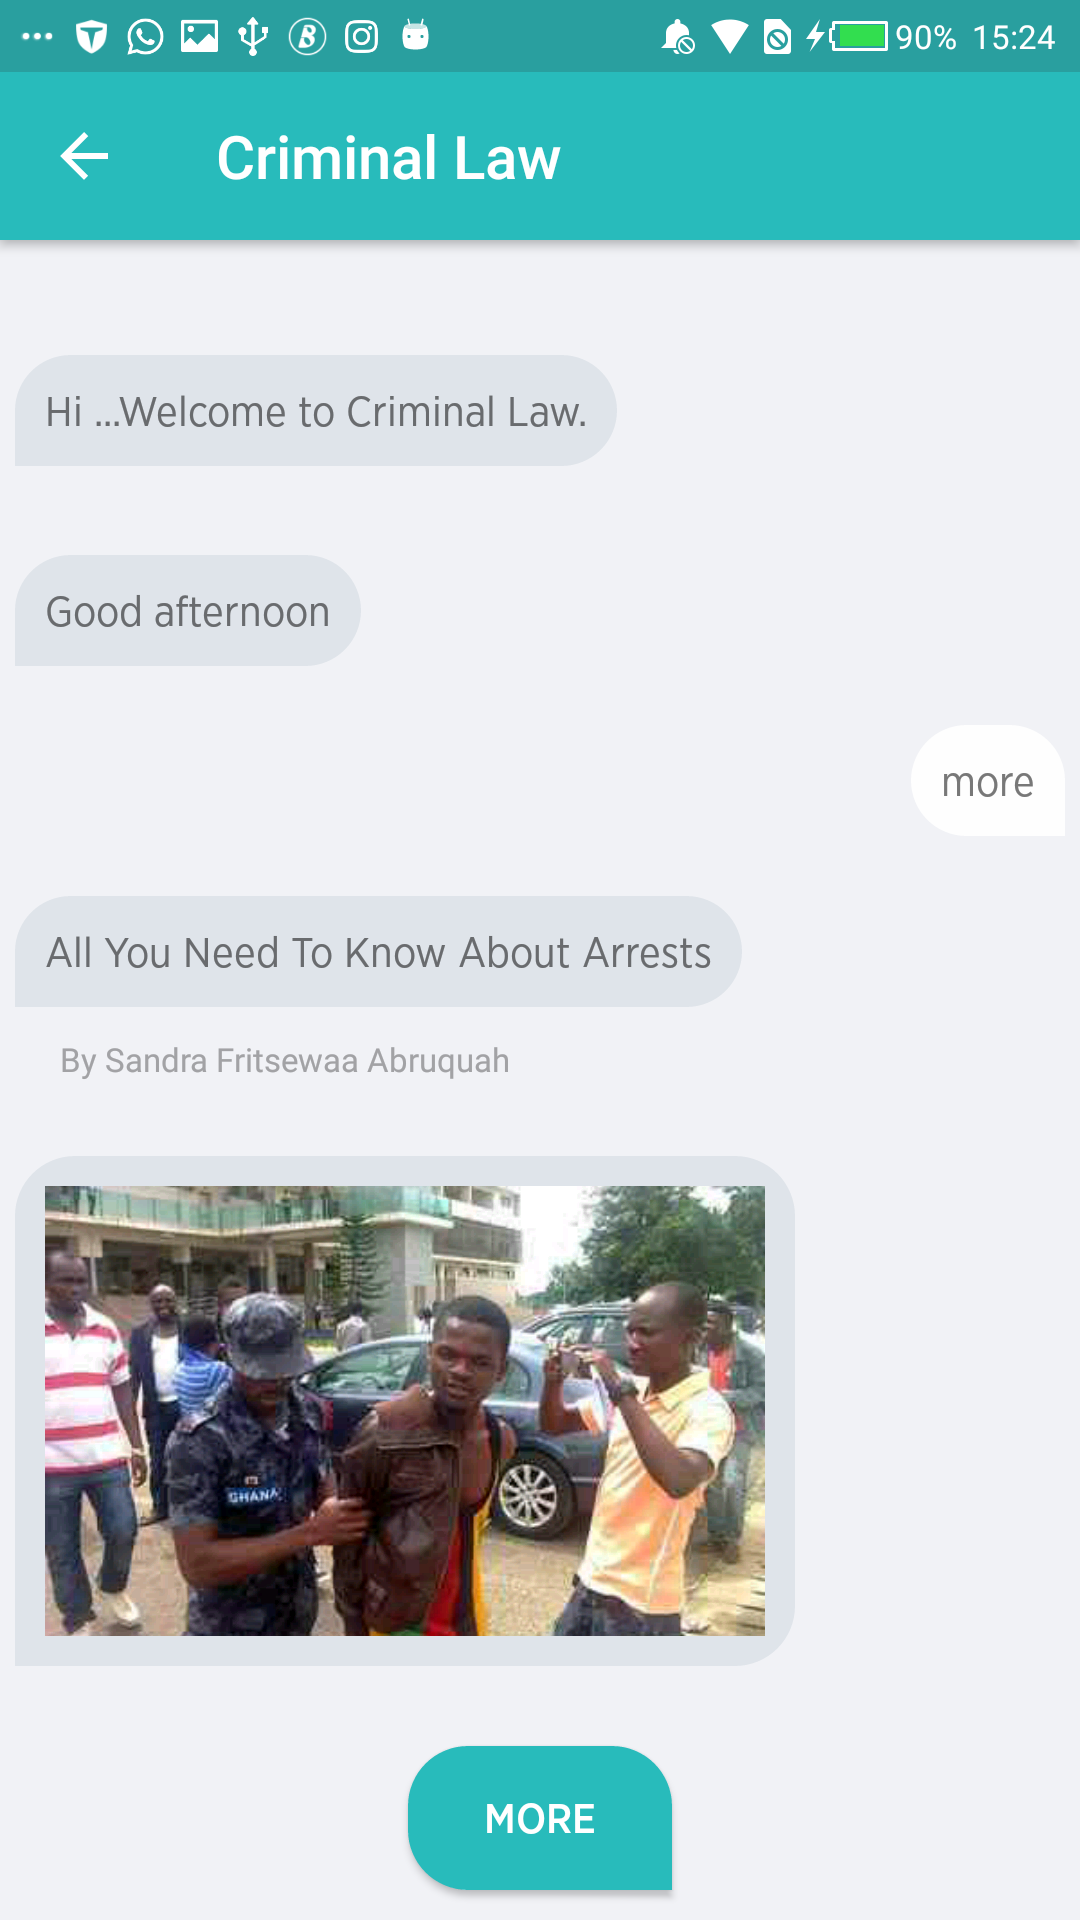 90% 15:24
Criminal Law
Hi ...Welcome to Criminal Law.
Good afternoon
more
All You Need To Know About Arrests
By Sandra Fritsewaa Abruquah
GHANA
MORE